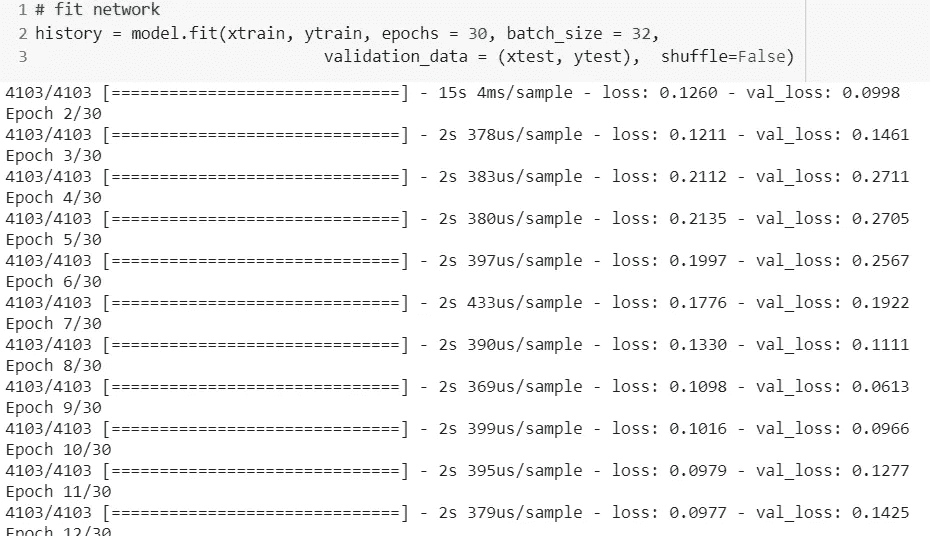 1 # fit network
2 history = model.fit(xtrain, ytrain, epochs = 30, batch_size = 32,
3 validation_data = (xtest, ytest),  shuffle=False)
4103/4103 [==============================] - 15s 4ms/sample - loss: 0.1260 - val_loss: 0.0998
Epoch 2/30
4103/4103 [==============================] - 2s 378us/sample - loss: 0.1211 - val_loss: 0.1461
Epoch 3/30
4103/4103 [==============================] - 2s 383us/sample - loss: 0.2112 - val_loss: 0.2711
Epoch 4/30
4103/4103 [==============================] - 2s 380us/sample - loss: 0.2135 - val_loss: 0.2705
Epoch 5/30
4103/4103 [==============================] - 2s 397us/sample - loss: 0.1997 - val_loss: 0.2567
Epoch 6/30
4103/4103 [==============================] - 2s 433us/sample - loss: 0.1776 - val_loss: 0.1922
Epoch 7/30
4103/4103 [==============================] - 2s 390us/sample - loss: 0.1330 - val_loss: 0.1111
Epoch 8/30
4103/4103 [==============================] - 2s 369us/sample - loss: 0.1098 - val_loss: 0.0613
Epoch 9/30
4103/4103 [==============================] - 2s 399us/sample - loss: 0.1016 - val_loss: 0.0966
Epoch 10/30
4103/4103 [==============================] - 2s 395us/sample - loss: 0.0979 - val_loss: 0.1277
Epoch 11/30
4103/4103 [==============================] - 2s 379us/sample - loss: 0.0977 - val_loss: 0.1425
Epoch 12/30